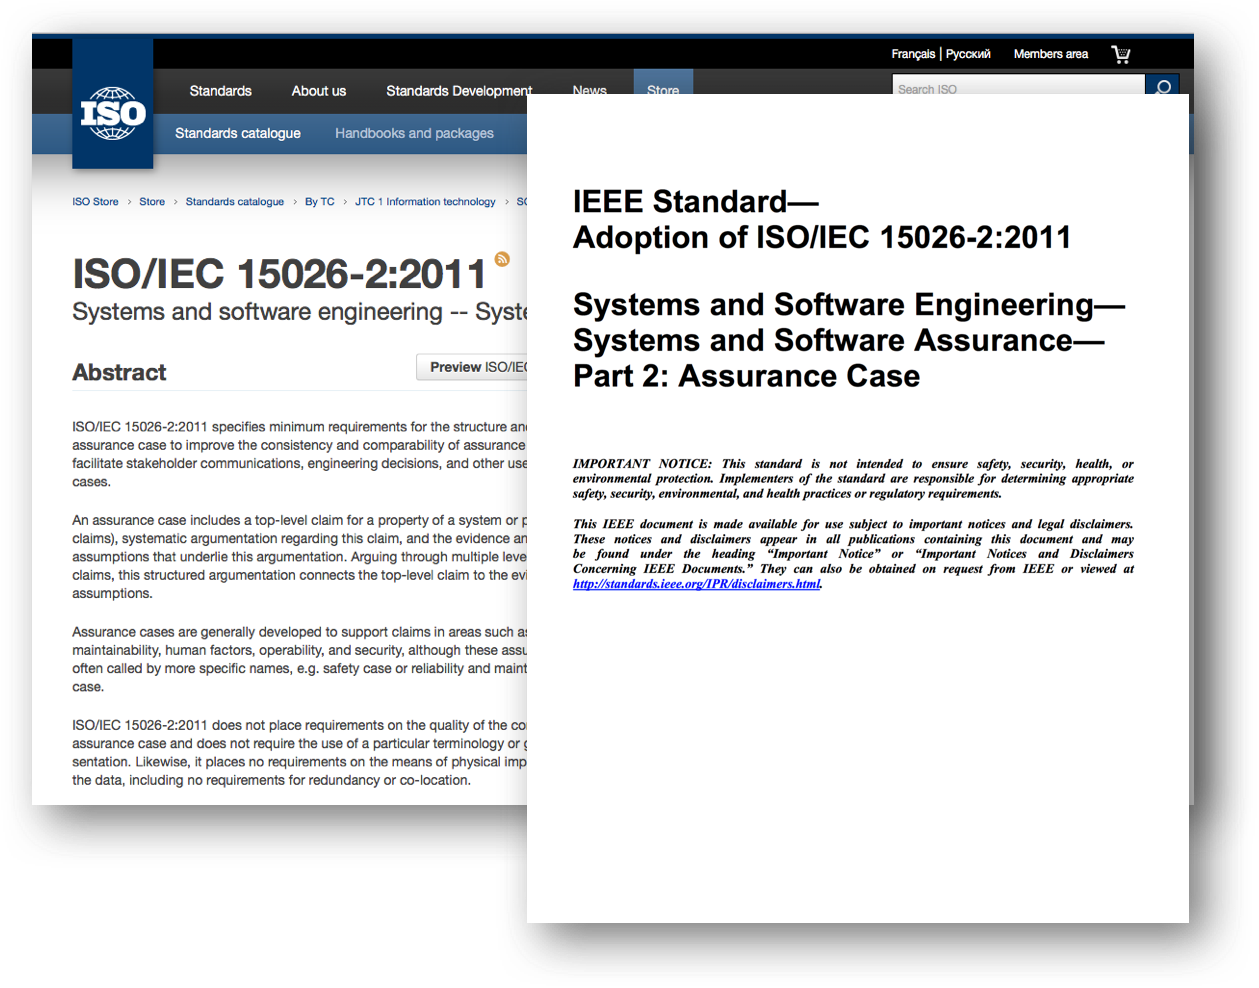 Français | Русский Members area
Standards About us Standards Development News Store
Search ISO
ISO
Standards catalogue Handbooks and packages
ISO Store › Store › Standards catalogue › By TC › JTC 1 Information technology ›
ISO/IEC 15026-2:2011
Systems and software engineering --
Abstract
Preview ISO/IEC
ISO/IEC 15026-2:2011 specifies minimum requirements for the structure
assurance case to improve the consistency and comparability of assurance
facilitate stakeholder communications, engineering decisions, and other
cases.
An assurance case includes a top-level claim for a property of a system or
claims), systematic argumentation regarding this claim, and the evidence
assumptions that underlie this argumentation. Arguing through multiple
claims, this structured argumentation connects the top-level claim to the
assumptions.
Assurance cases are generally developed to support claims in areas such
maintainability, human factors, operability, and security, although these
often called by more specific names, e.g. safety case or reliability and
case.
ISO/IEC 15026-2:2011 does not place requirements on the quality of the
assurance case and does not require the use of a particular terminology or
sentation. Likewise, it places no requirements on the means of physical
the data, including no requirements for redundancy or co-location.
IEEE Standard—
Adoption of ISO/IEC 15026-2:2011
Systems and Software Engineering—
Systems and Software Assurance—
Part 2: Assurance Case
IMPORTANT NOTICE: This standard is not intended to ensure safety, security, health, or
environmental protection. Implementers of the standard are responsible for determining appropriate
safety, security, environmental, and health practices or regulatory requirements.
This IEEE document is made available for use subject to important notices and legal disclaimers.
These notices and disclaimers appear in all publications containing this document and may
be found under the heading “Important Notice” or “Important Notices and Disclaimers
Concerning IEEE Documents.” They can also be obtained on request from IEEE or viewed at
http://standards.ieee.org/IPR/disclaimers.html.